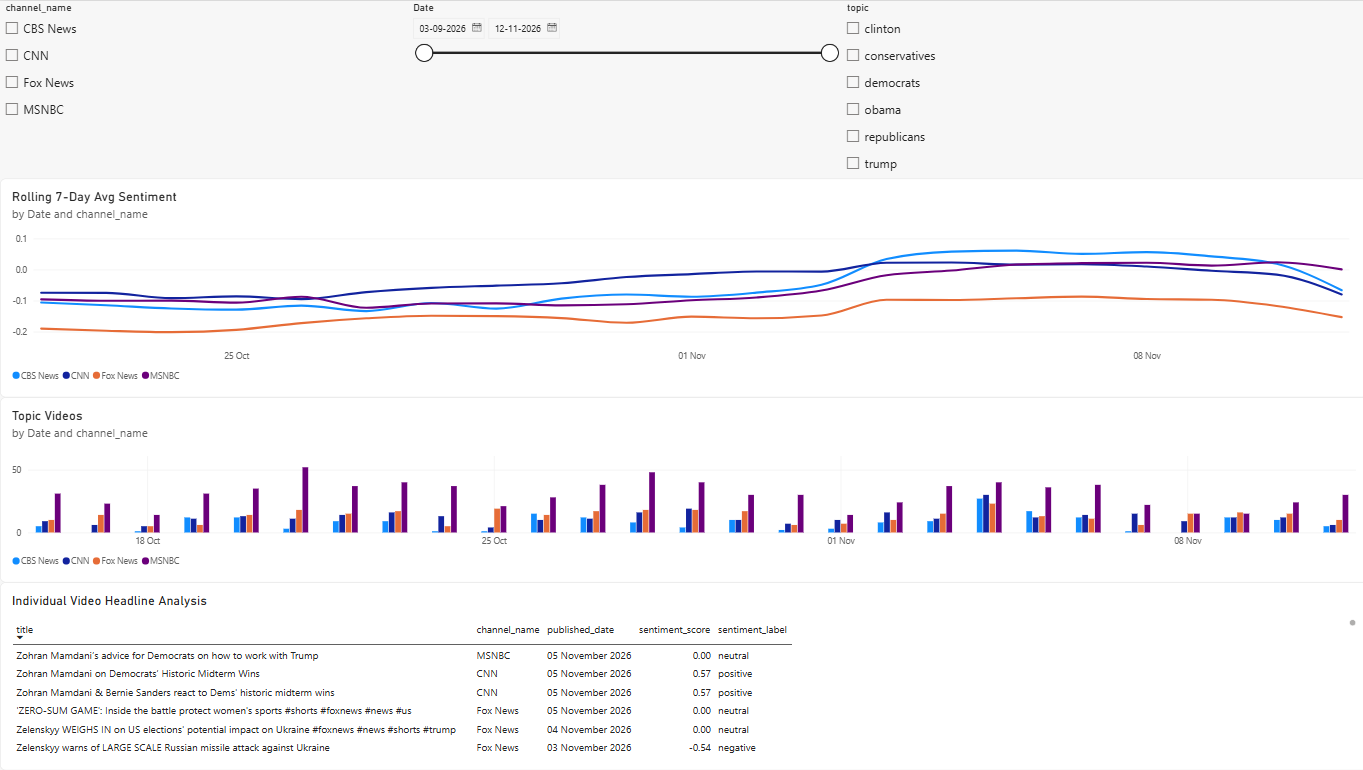 channel_name
CBS News
CNN
Fox News
MSNBC
Date
03-09-2026 12-11-2026
topic
clinton
conservatives
democrats
obama
republicans
trump
Rolling 7-Day Avg Sentiment
by Date and channel_name
0.1
0.0
-0.1
-0.2
25 Oct 01 Nov 08 Nov
CBS News CNN Fox News MSNBC
Topic Videos
by Date and channel_name
50
0
18 Oct 25 Oct 01 Nov 08 Nov
CBS News CNN Fox News MSNBC
Individual Video Headline Analysis
title channel_name published_date sentiment_score sentiment_label
Zohran Mamdani's advice for Democrats on how to work with Trump MSNBC 05 November 2026 0.00 neutral
Zohran Mamdani on Democrats' Historic Midterm Wins CNN 05 November 2026 0.57 positive
Zohran Mamdani & Bernie Sanders react to Dems' historic midterm wins CNN 05 November 2026 0.57 positive
'ZERO-SUM GAME': Inside the battle protect women's sports #shorts #foxnews #news #us Fox News 05 November 2026 0.00 neutral
Zelenskyy WEIGHS IN on US elections' potential impact on Ukraine #foxnews #news #shorts #trump Fox News 04 November 2026 0.00 neutral
Zelenskyy warns of LARGE SCALE Russian missile attack against Ukraine Fox News 03 November 2026 -0.54 negative